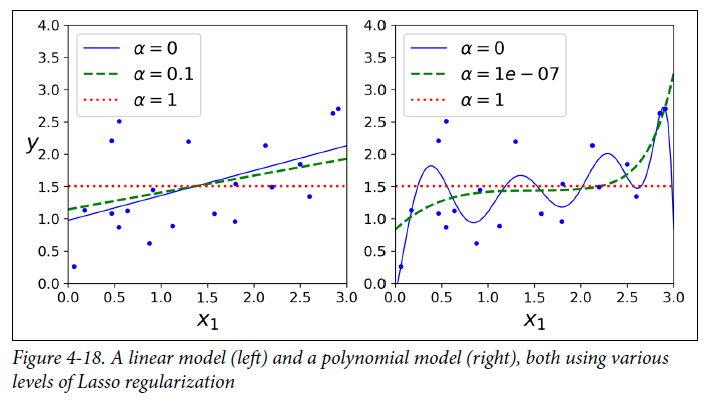 4.0
3.5
3.0
2.5
2.0
1.5
1.0
0.5
0.0
y
α = 0
α = 0.1
α = 1
0.0 0.5 1.0 1.5 2.0 2.5 3.0
x₁
4.0
3.5
3.0
2.5
2.0
1.5
1.0
0.5
0.0
α = 0
α = 1e − 07
α = 1
0.0 0.5 1.0 1.5 2.0 2.5 3.0
x₁
Figure 4-18. A linear model (left) and a polynomial model (right), both using various
levels of Lasso regularization